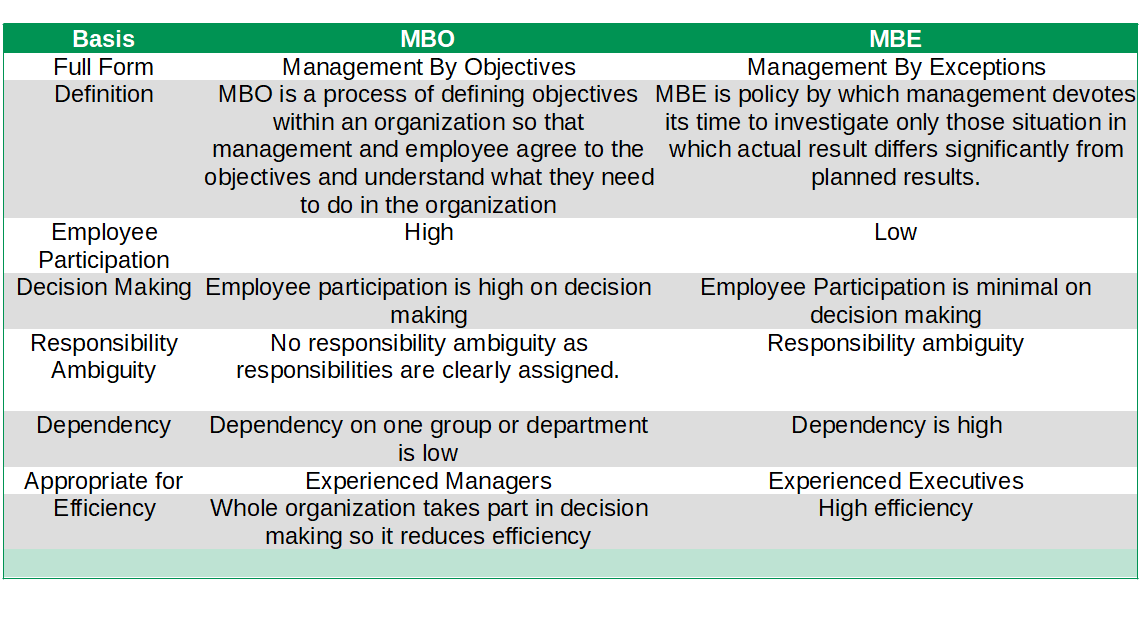 Basis MBO MBE
Full Form Management By Objectives Management By Exceptions
Definition MBO is a process of defining objectives MBE is policy by which management devotes
within an organization so that its time to investigate only those situation in
management and employee agree to the which actual result differs significantly from
objectives and understand what they need planned results.
to do in the organization
Employee High Low
Participation
Decision Making Employee participation is high on decision Employee Participation is minimal on
making decision making
Responsibility No responsibility ambiguity as Responsibility ambiguity
Ambiguity responsibilities are clearly assigned.
Dependency Dependency on one group or department Dependency is high
is low
Appropriate for Experienced Managers Experienced Executives
Efficiency Whole organization takes part in decision High efficiency
making so it reduces efficiency